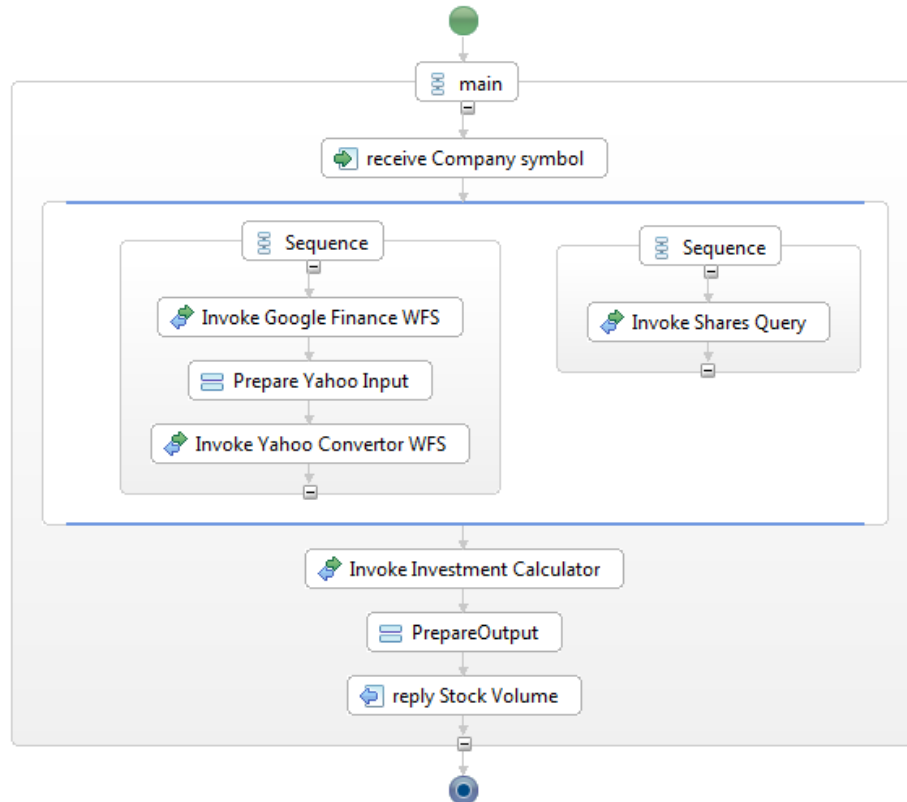 main
receive Company symbol
Sequence
Invoke Google Finance WFS
Prepare Yahoo Input
Invoke Yahoo Convertor WFS
Sequence
Invoke Shares Query
Invoke Investment Calculator
PrepareOutput
reply Stock Volume